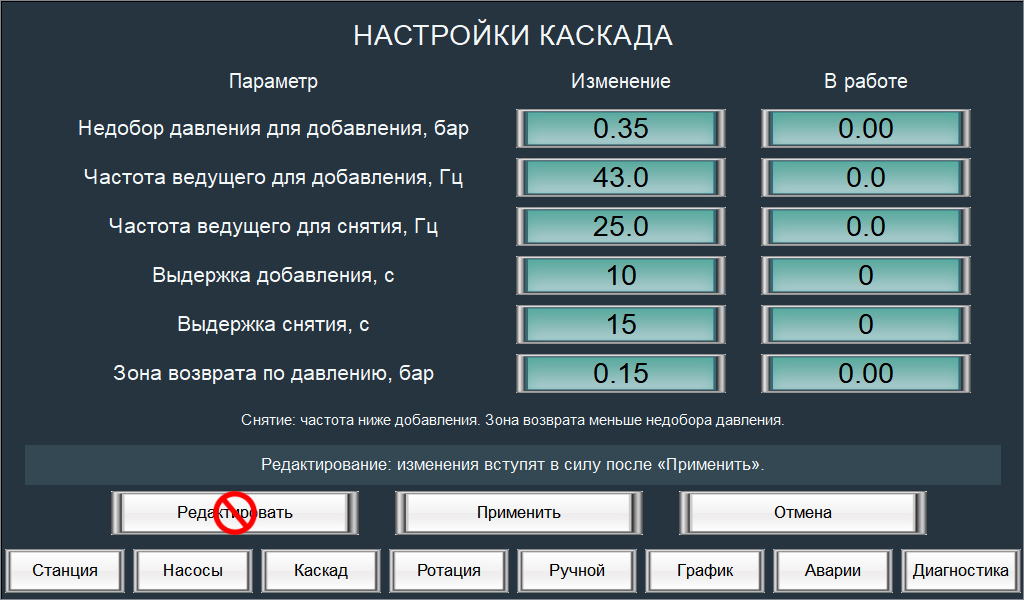 НАСТРОЙКИ КАСКАДА
Параметр Изменение В работе
Недобор давления для добавления, бар 0.35 0.00
Частота ведущего для добавления, Гц 43.0 0.0
Частота ведущего для снятия, Гц 25.0 0.0
Выдержка добавления, с 10 0
Выдержка снятия, с 15 0
Зона возврата по давлению, бар 0.15 0.00
Снятие: частота ниже добавления. Зона возврата меньше недобора давления.
Редактирование: изменения вступят в силу после «Применить».
Редактировать Применить Отмена
Станция Насосы Каскад Ротация Ручной График Аварии Диагностика